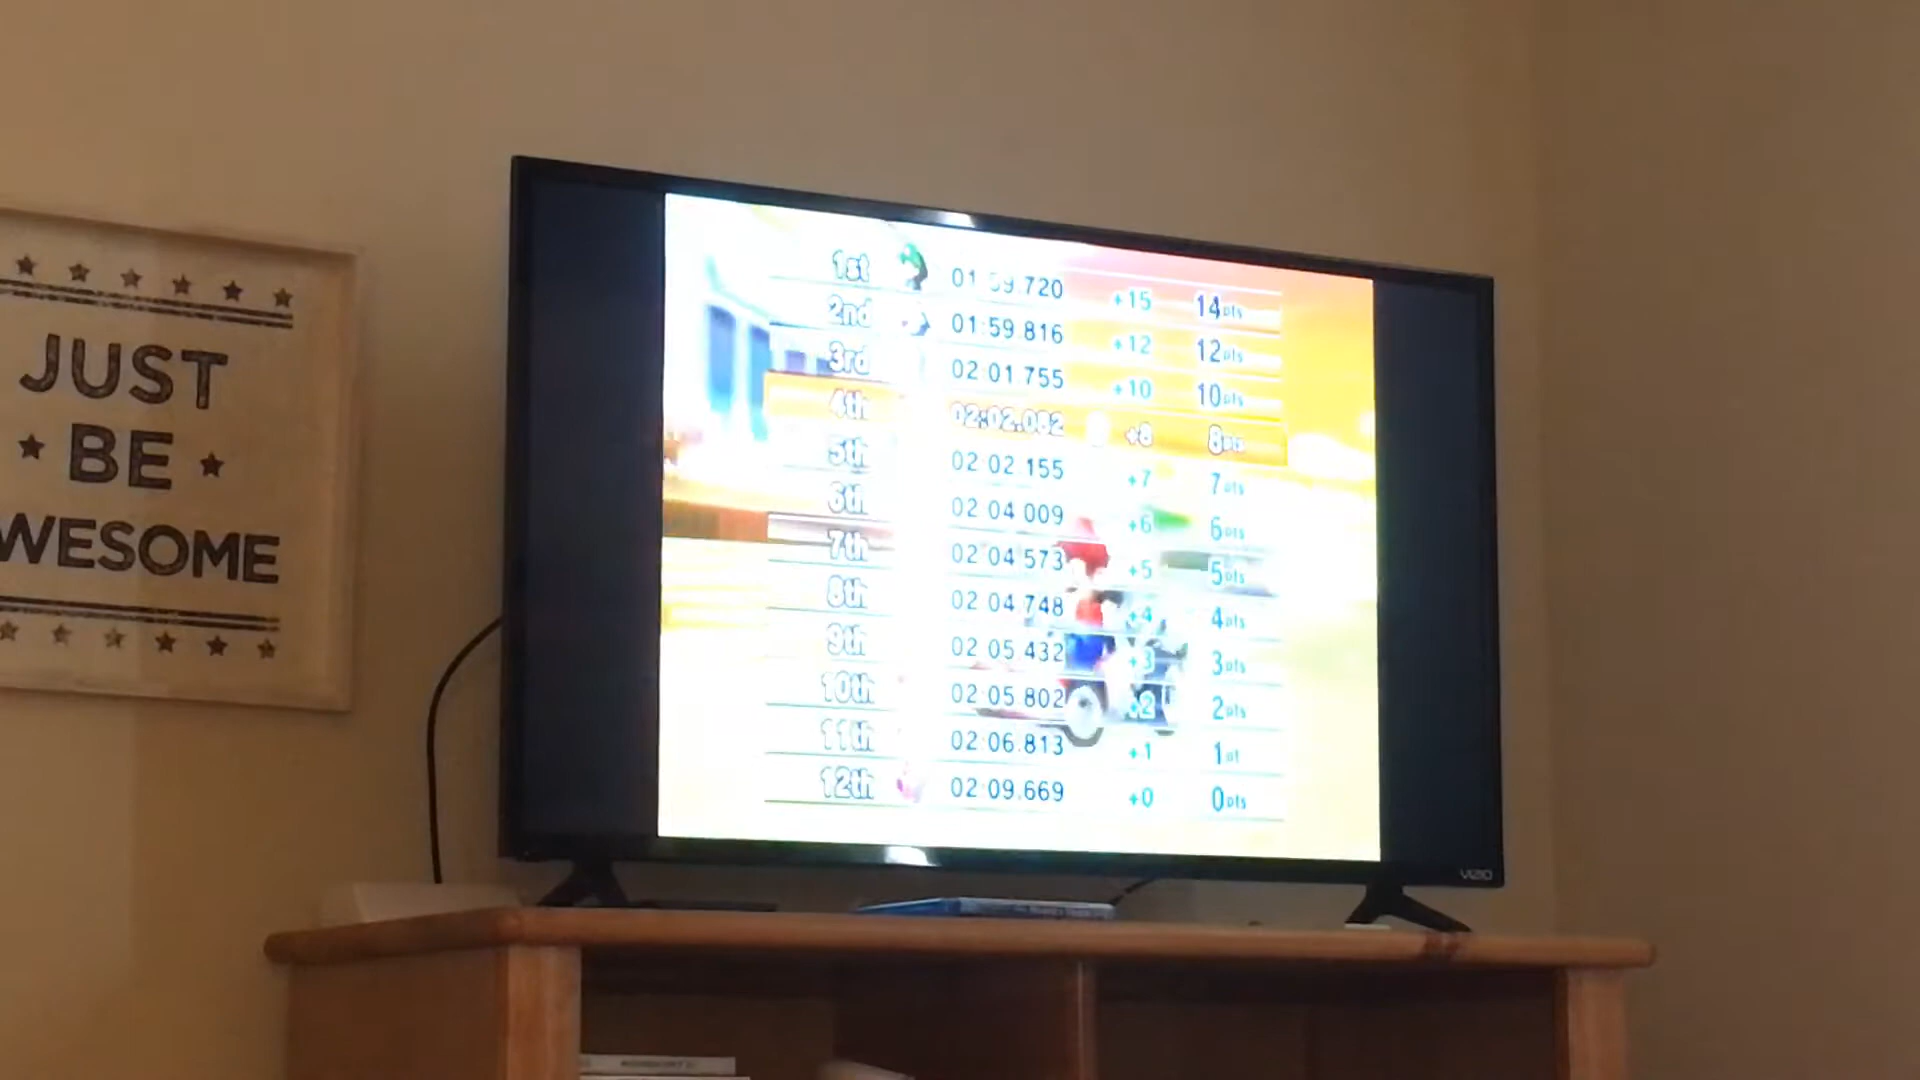 JUST
BE
WESOME
1st 01 59.720 +15 14pts
2nd 01:59.816 +12 12pts
3rd 02 01.755 +10 10pts
4th 02:02.082 +8 8pts
5th 02 02 155 +7 7pts
6th 02 04 009 +6 6pts
7th 02 04 573 +5 5pts
8th 02 04 748 +4 4pts
9th 02 05 432 +3 3pts
10th 02 05 802 +2 2pts
11th 02:06.813 +1 1pt
12th 02 09.669 +0 0pts
VIZIO